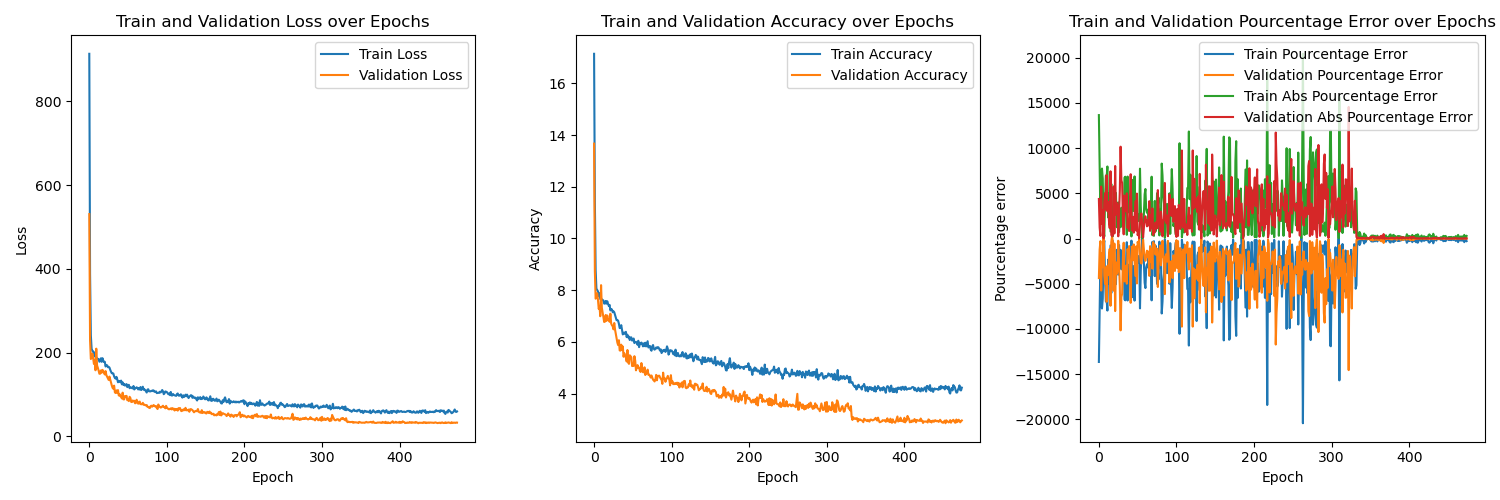 Train and Validation Loss over Epochs
Train Loss
Validation Loss
Loss
800
600
400
200
0
0 100 200 300 400
Epoch
Train and Validation Accuracy over Epochs
Train Accuracy
Validation Accuracy
Accuracy
16
14
12
10
8
6
4
0 100 200 300 400
Epoch
Train and Validation Pourcentage Error over Epochs
Train Pourcentage Error
Validation Pourcentage Error
Train Abs Pourcentage Error
Validation Abs Pourcentage Error
Pourcentage error
20000
15000
10000
5000
0
−5000
−10000
−15000
−20000
0 100 200 300 400
Epoch